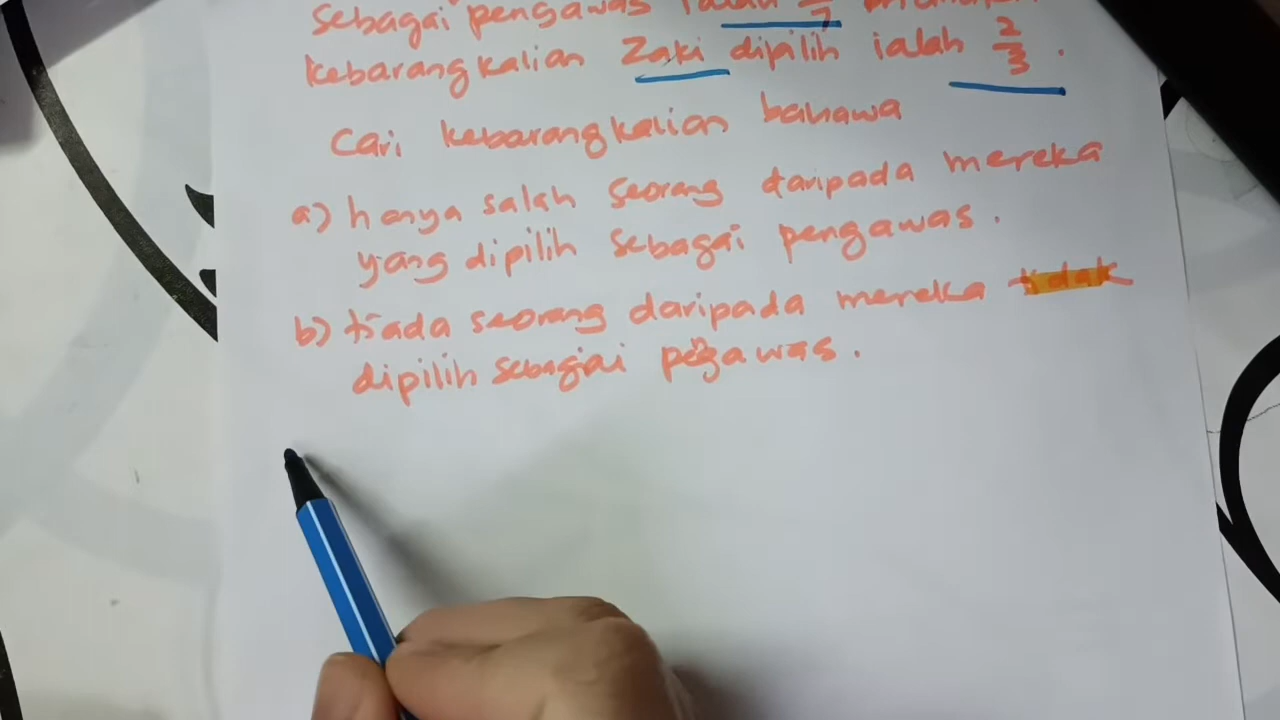 sebagai pengawas ialah
kebarangkalian Zaki dipilih ialah 2/3 .
Cari kebarangkalian bahawa
a) hanya salah seorang daripada mereka
yang dipilih sebagai pengawas .
b) tiada seorang daripada mereka tidak
dipilih sebagai pegawas .